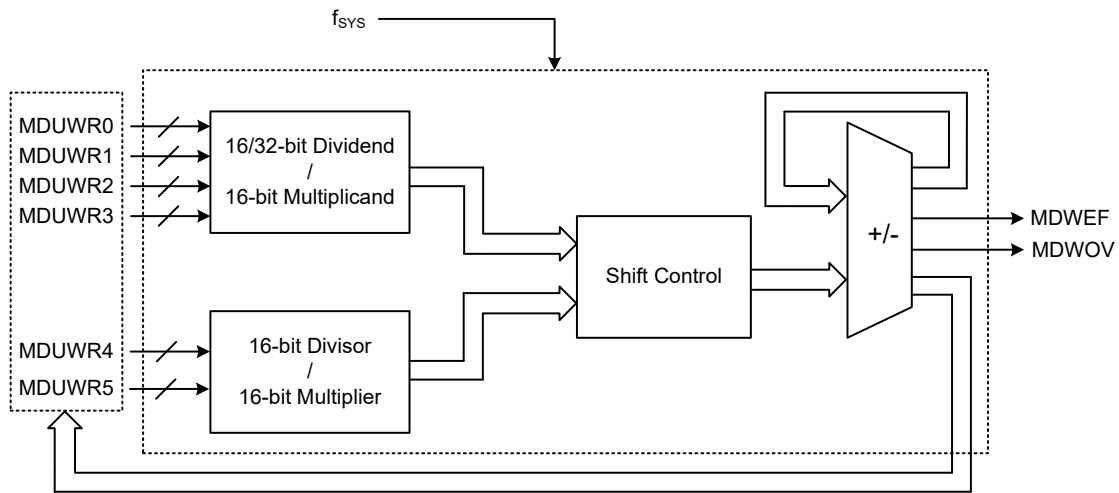 fSYS
MDUWR0
MDUWR1
MDUWR2
MDUWR3
16/32-bit Dividend
/
16-bit Multiplicand
Shift Control
+/-
MDWEF
MDWOV
MDUWR4
MDUWR5
16-bit Divisor
/
16-bit Multiplier